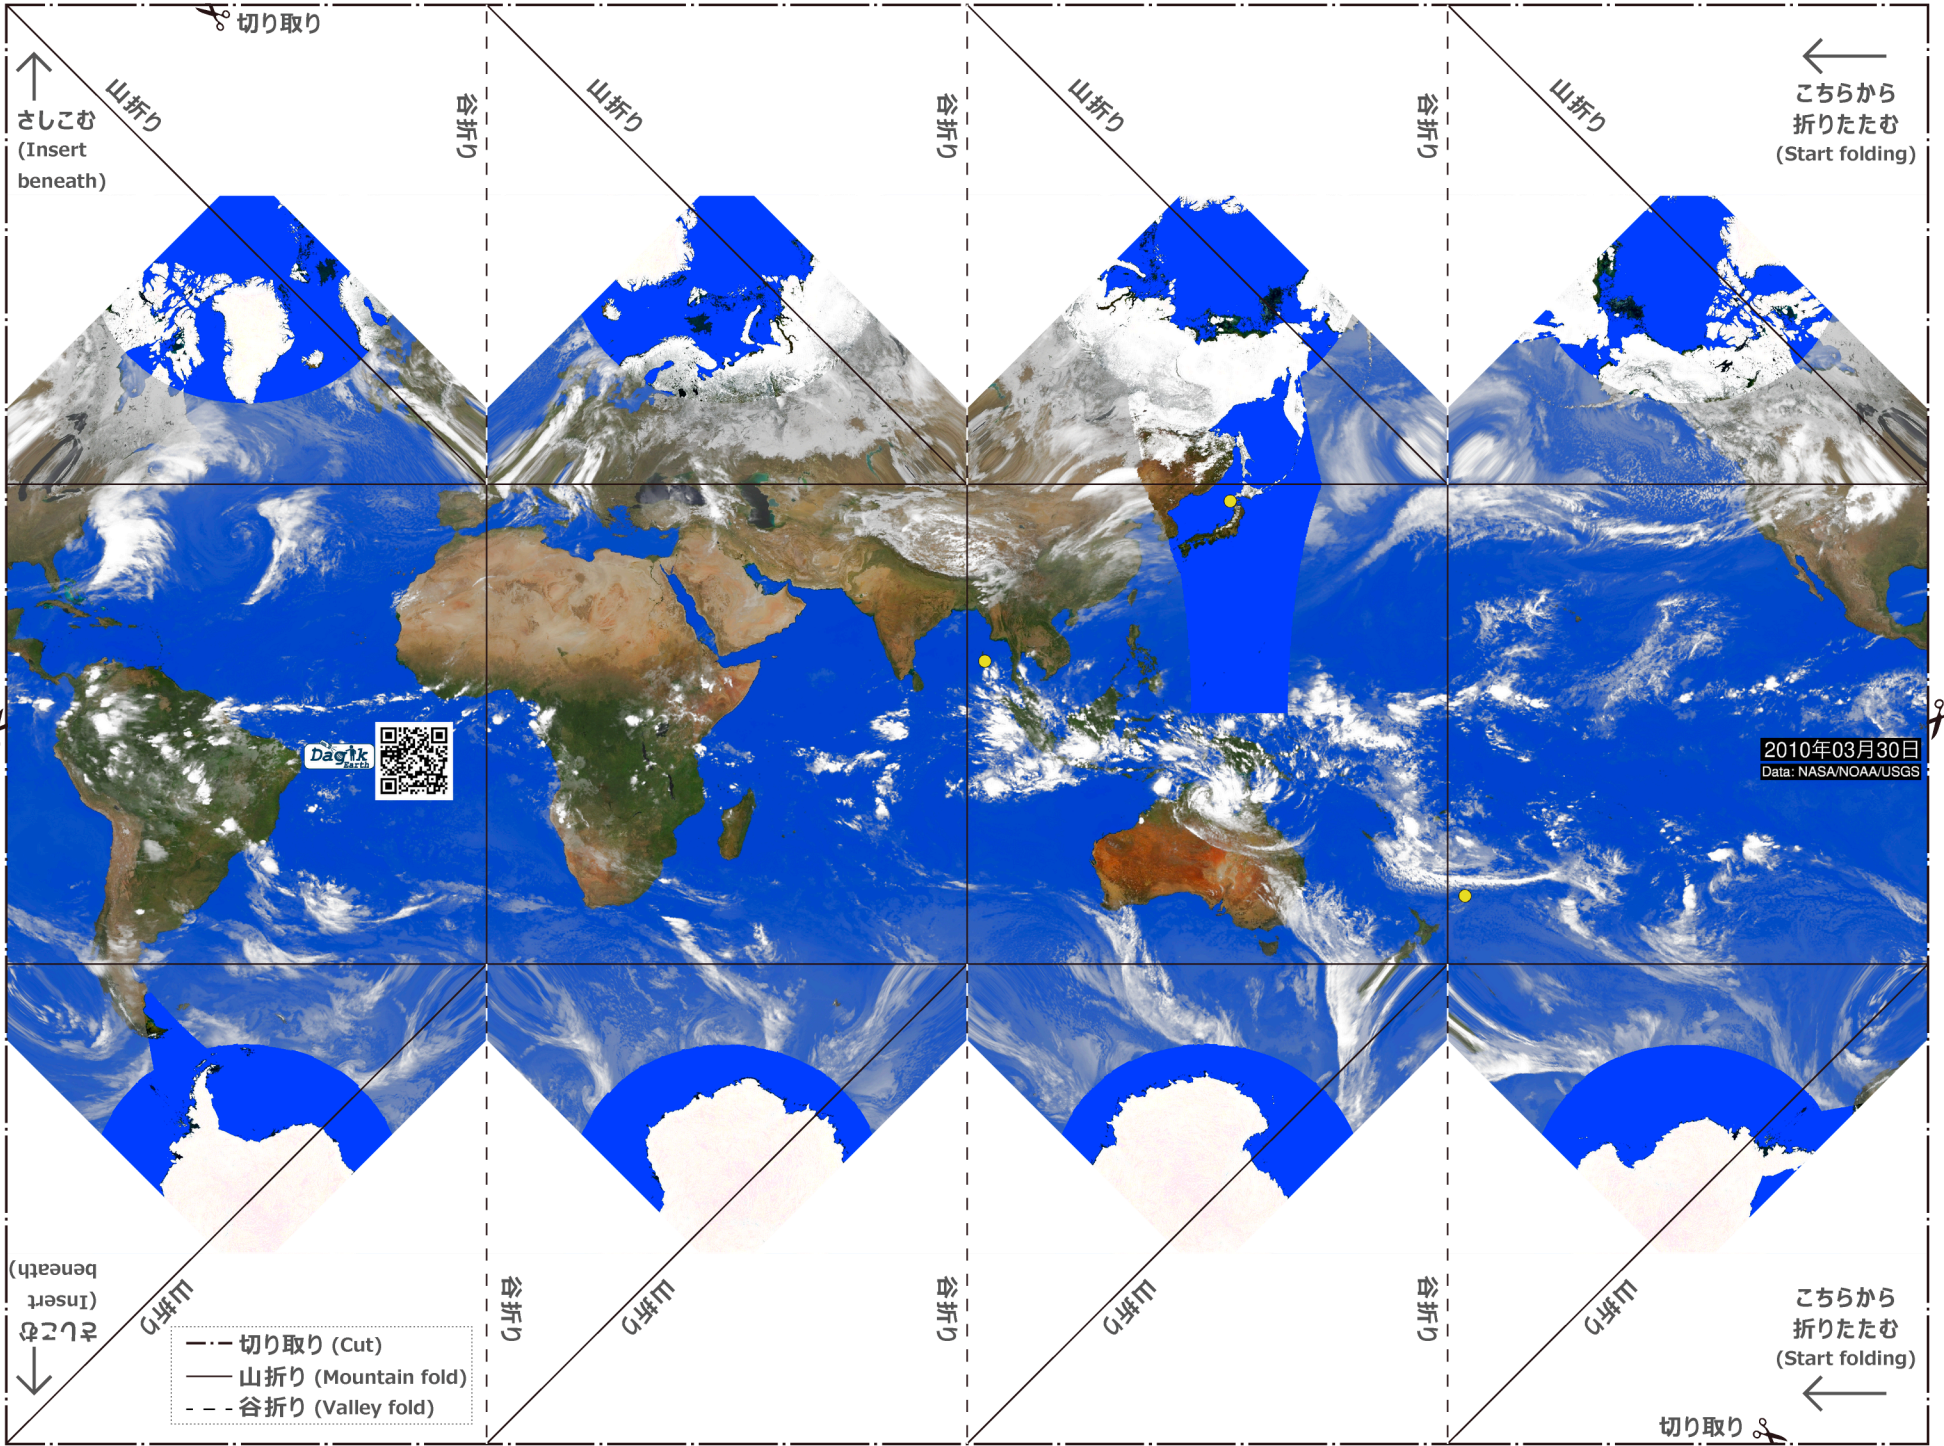 切り取り
さしこむ
(Insert
beneath)
山折り
谷折り
山折り
谷折り
山折り
谷折り
山折り
こちらから
折りたたむ
(Start folding)
Dagik
Earth
2010年03月30日
Data: NASA/NOAA/USGS
さしこむ
(Insert
beneath)
山折り
谷折り
山折り
谷折り
山折り
谷折り
山折り
こちらから
折りたたむ
(Start folding)
切り取り (Cut)
山折り (Mountain fold)
谷折り (Valley fold)
切り取り